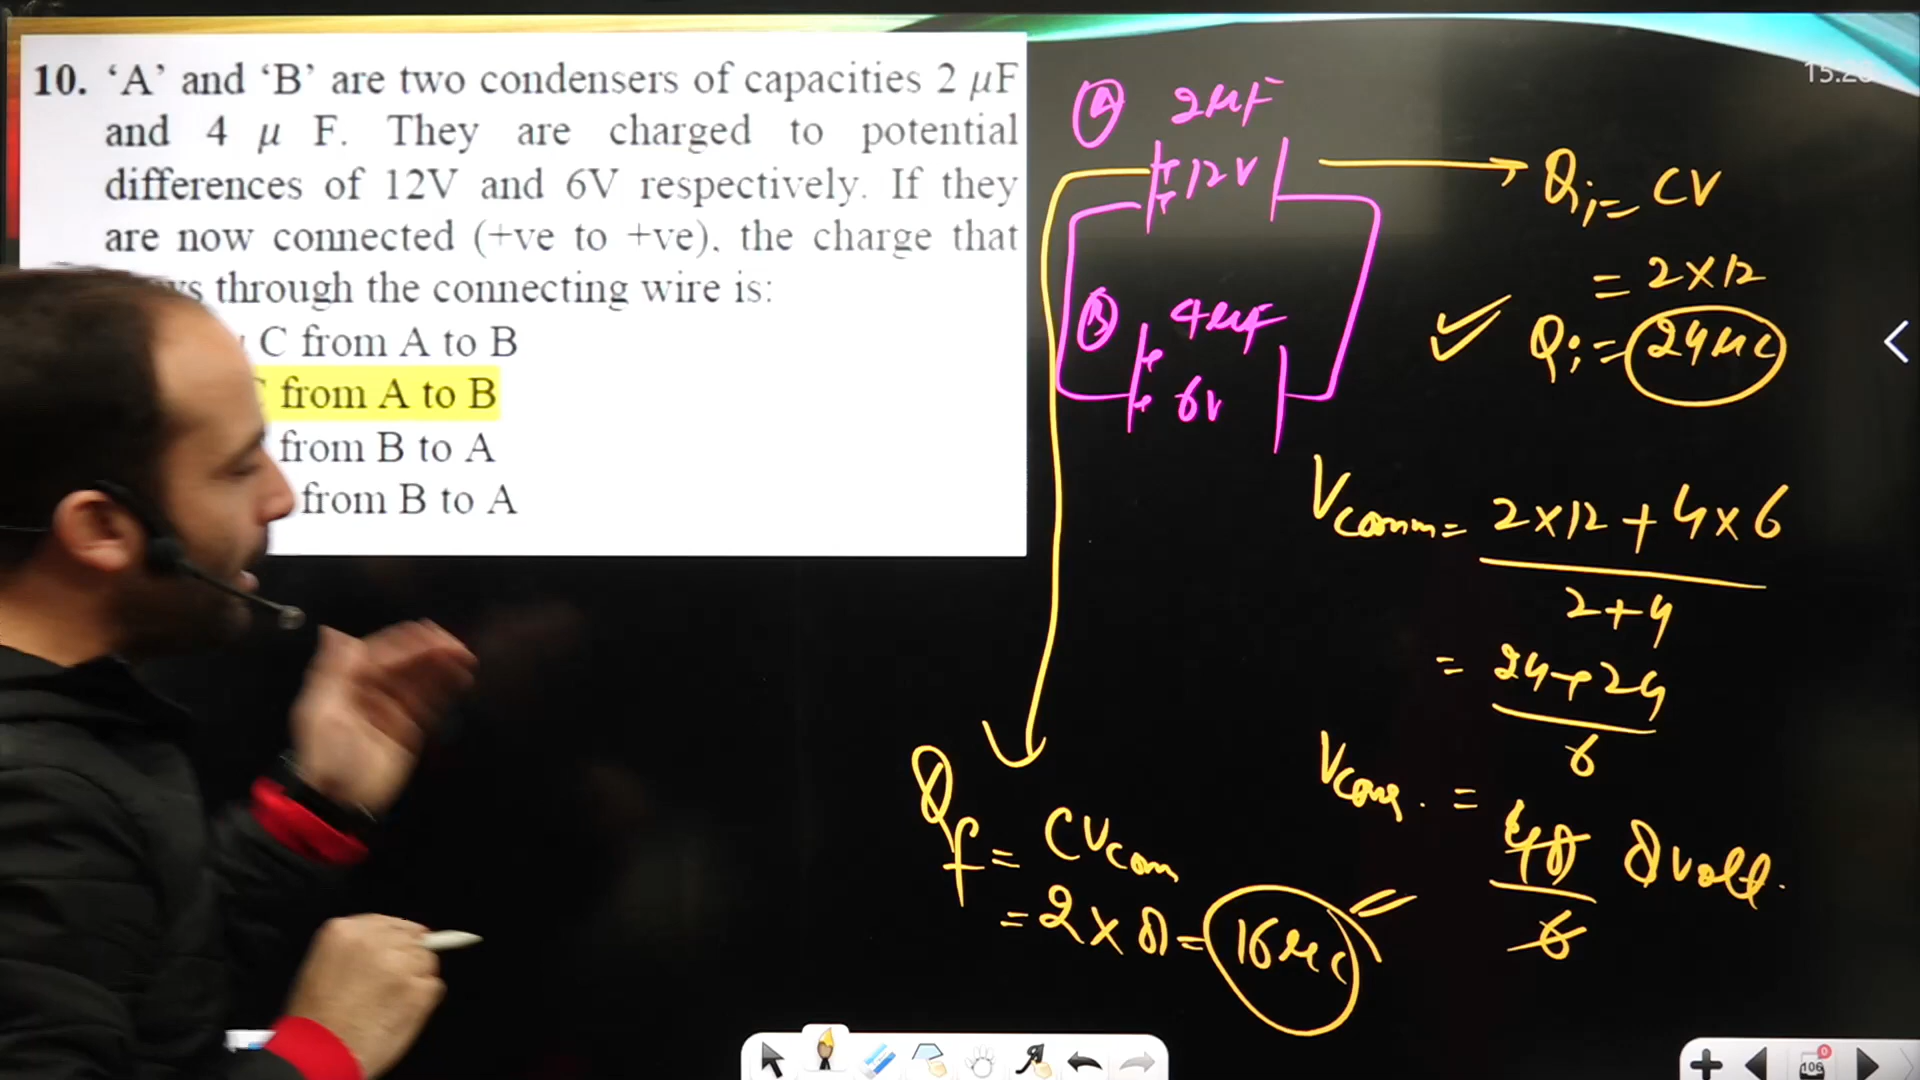 10. ‘A’ and ‘B’ are two condensers of capacities 2 μF
and 4 μ F. They are charged to potential
differences of 12V and 6V respectively. If they
are now connected (+ve to +ve), the charge that
through the connecting wire is:
C from A to B
from A to B
from B to A
from B to A
A 2μF
12V
B 4μF
6V
Qi = CV
= 2×12
Qi = 24μC
Vcomm = 2×12+4×6
2+4
= 24+24
6
Vcom. = 48 8 volt.
6
Qf = CVcom
= 2×8 = 16μC
106
0